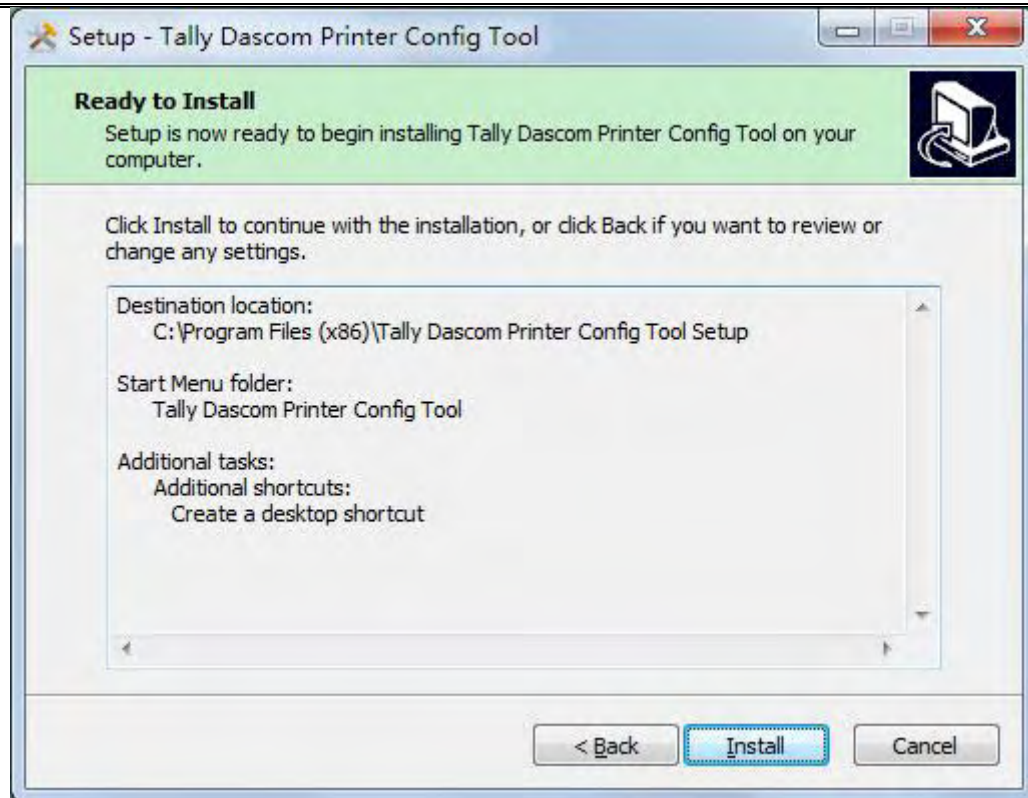 Setup - Tally Dascom Printer Config Tool
Ready to Install
Setup is now ready to begin installing Tally Dascom Printer Config Tool on your
computer.
Click Install to continue with the installation, or click Back if you want to review or
change any settings.
Destination location:
C:\Program Files (x86)\Tally Dascom Printer Config Tool Setup
Start Menu folder:
Tally Dascom Printer Config Tool
Additional tasks:
Additional shortcuts:
Create a desktop shortcut
< Back
Install
Cancel